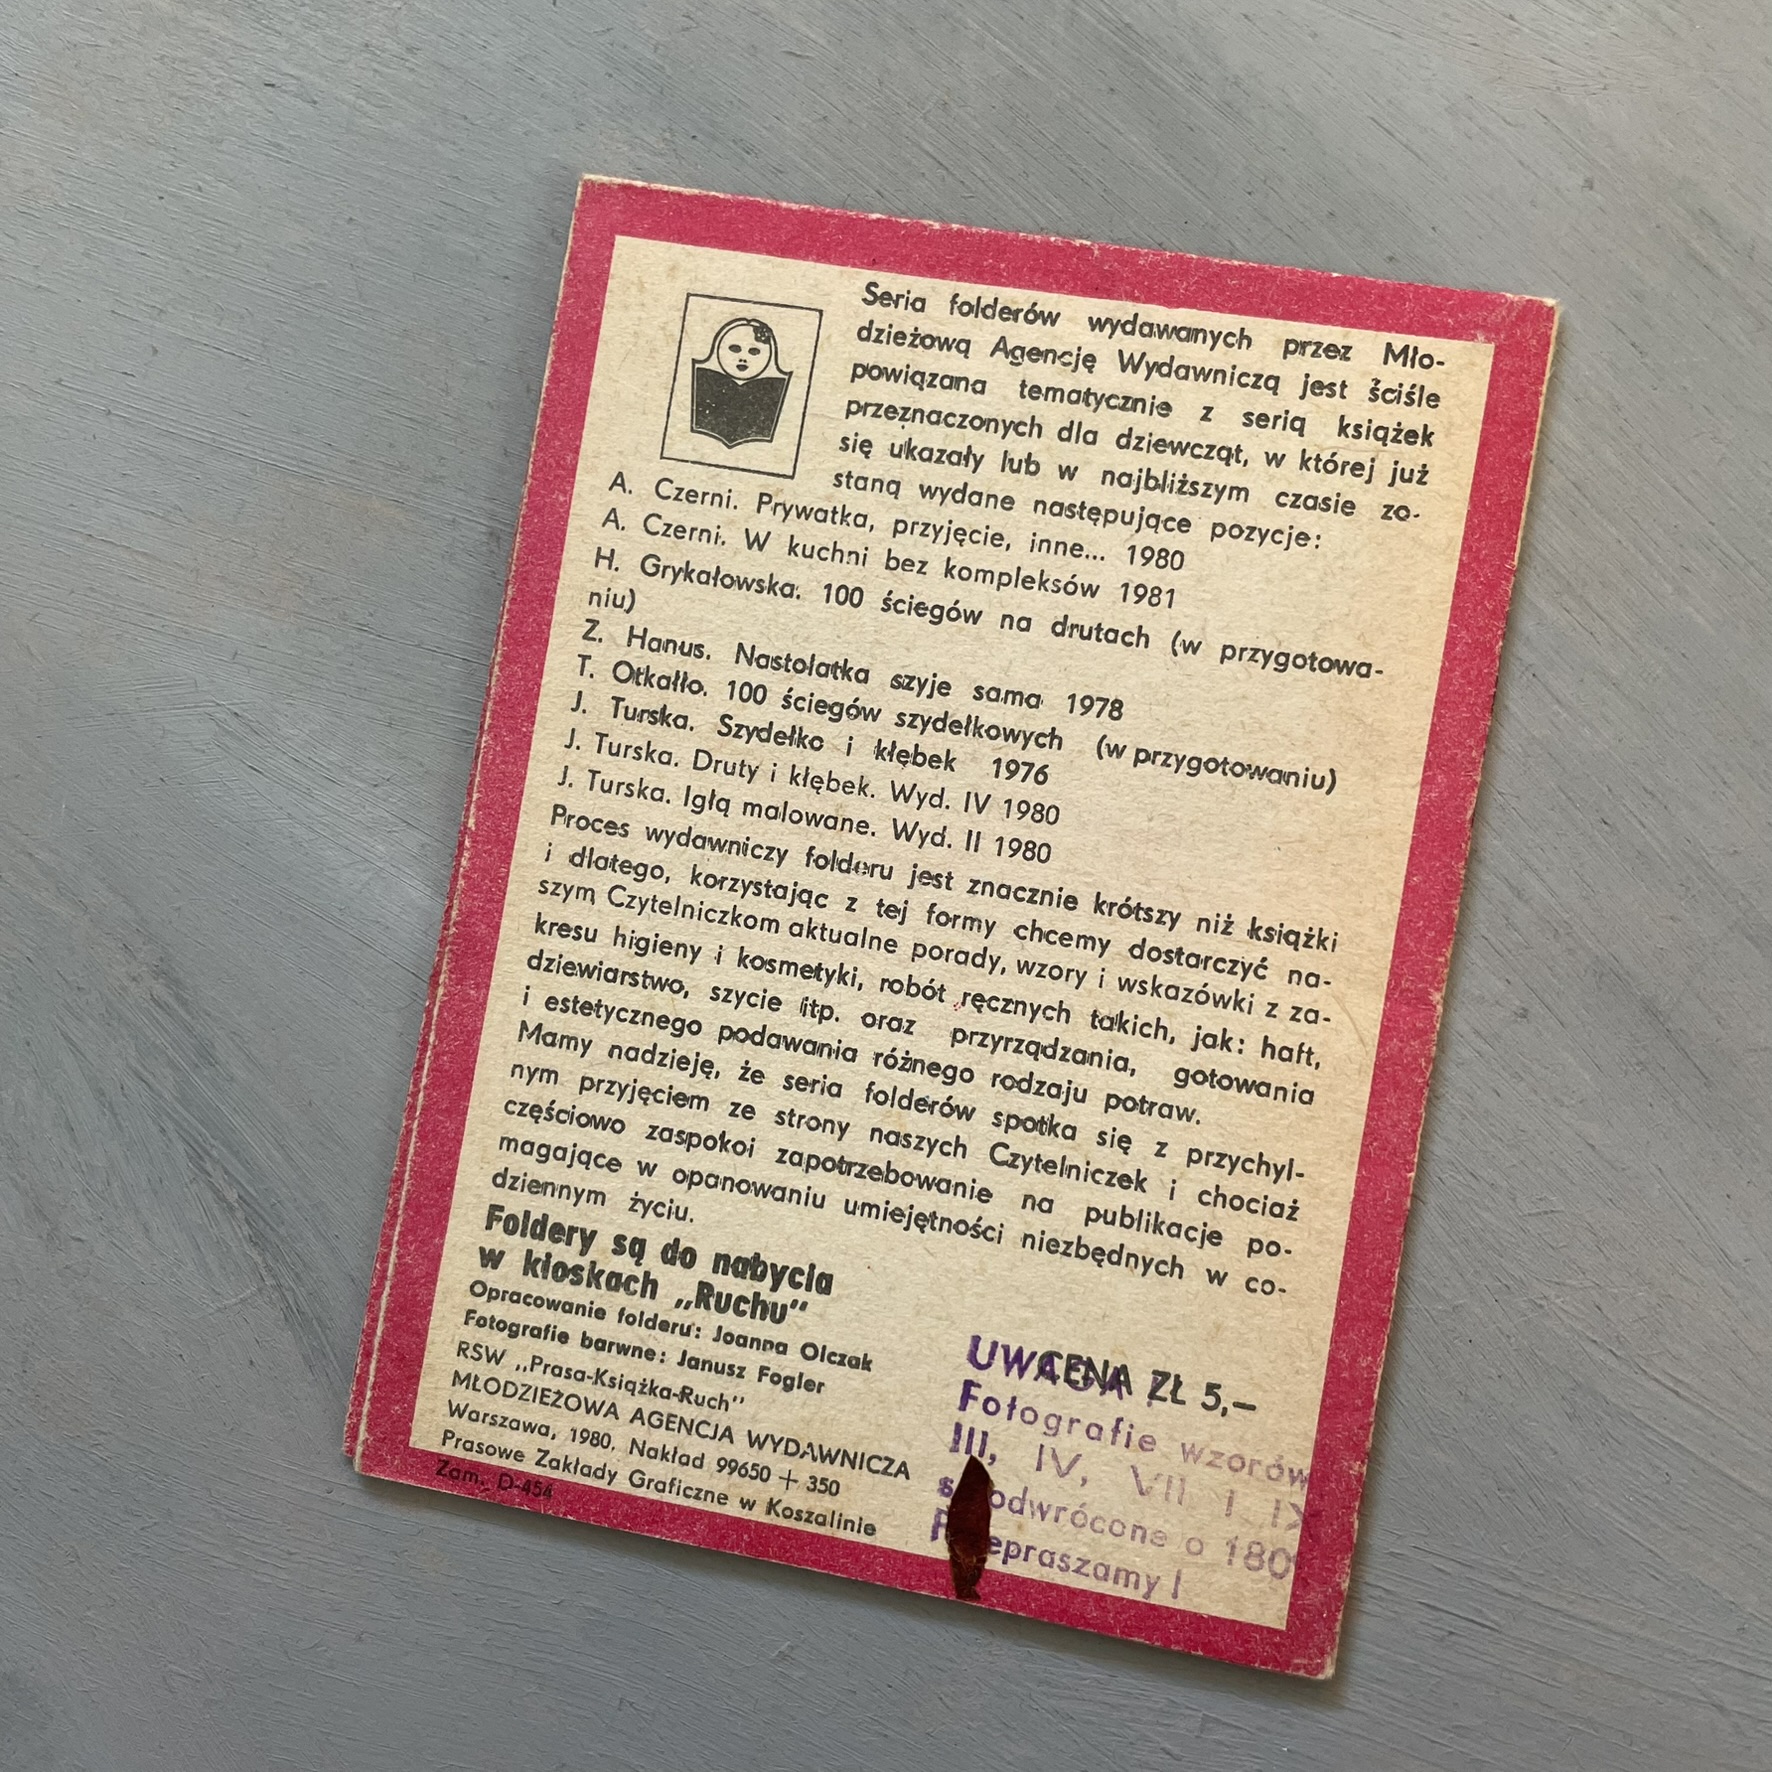 Seria folderów wydawanych przez Mło-
dzieżową Agencję Wydawniczą jest ściśle
powiązana tematycznie z serią książek
przeznaczonych dla dziewcząt, w której już
się ukazały lub w najbliższym czasie zo-
staną wydane następujące pozycje:
A. Czerni. Prywatka, przyjęcie, inne... 1980
A. Czerni. W kuchni bez kompleksów 1981
H. Grykałowska. 100 ściegów na drutach (w przygotowa-
niu)
Z. Hanus. Nastolatka szyje sama 1978
T. Otkałło. 100 ściegów szydełkowych (w przygotowaniu)
J. Turska. Szydełko i kłębek 1976
J. Turska. Druty i kłębek. Wyd. IV 1980
J. Turska. Igłą malowane. Wyd. II 1980
Proces wydawniczy folderu jest znacznie krótszy niż książki
i dlatego, korzystając z tej formy chcemy dostarczyć na-
szym Czytelniczkom aktualne porady, wzory i wskazówki z za-
kresu higieny i kosmetyki, robót ręcznych takich, jak: haft,
dziewiarstwo, szycie itp. oraz przyrządzania, gotowania
i estetycznego podawania różnego rodzaju potraw.
Mamy nadzieję, że seria folderów spotka się z przychyl-
nym przyjęciem ze strony naszych Czytelniczek i chociaż
częściowo zaspokoi zapotrzebowanie na publikacje po-
magające w opanowaniu umiejętności niezbędnych w co-
dziennym życiu.
Foldery są do nabycia
w kioskach „Ruchu”
Opracowanie folderu: Joanna Olczak
Fotografie barwne: Janusz Fogler
RSW „Prasa-Książka-Ruch”
MŁODZIEŻOWA AGENCJA WYDAWNICZA
Warszawa, 1980. Nakład 99650 + 350
Prasowe Zakłady Graficzne w Koszalinie
Zam. D-454
CENA ZŁ 5,—
UWAGA
Fotografie wzorów
III, IV, VII i IX
odwrócone o 180°
Przepraszamy!